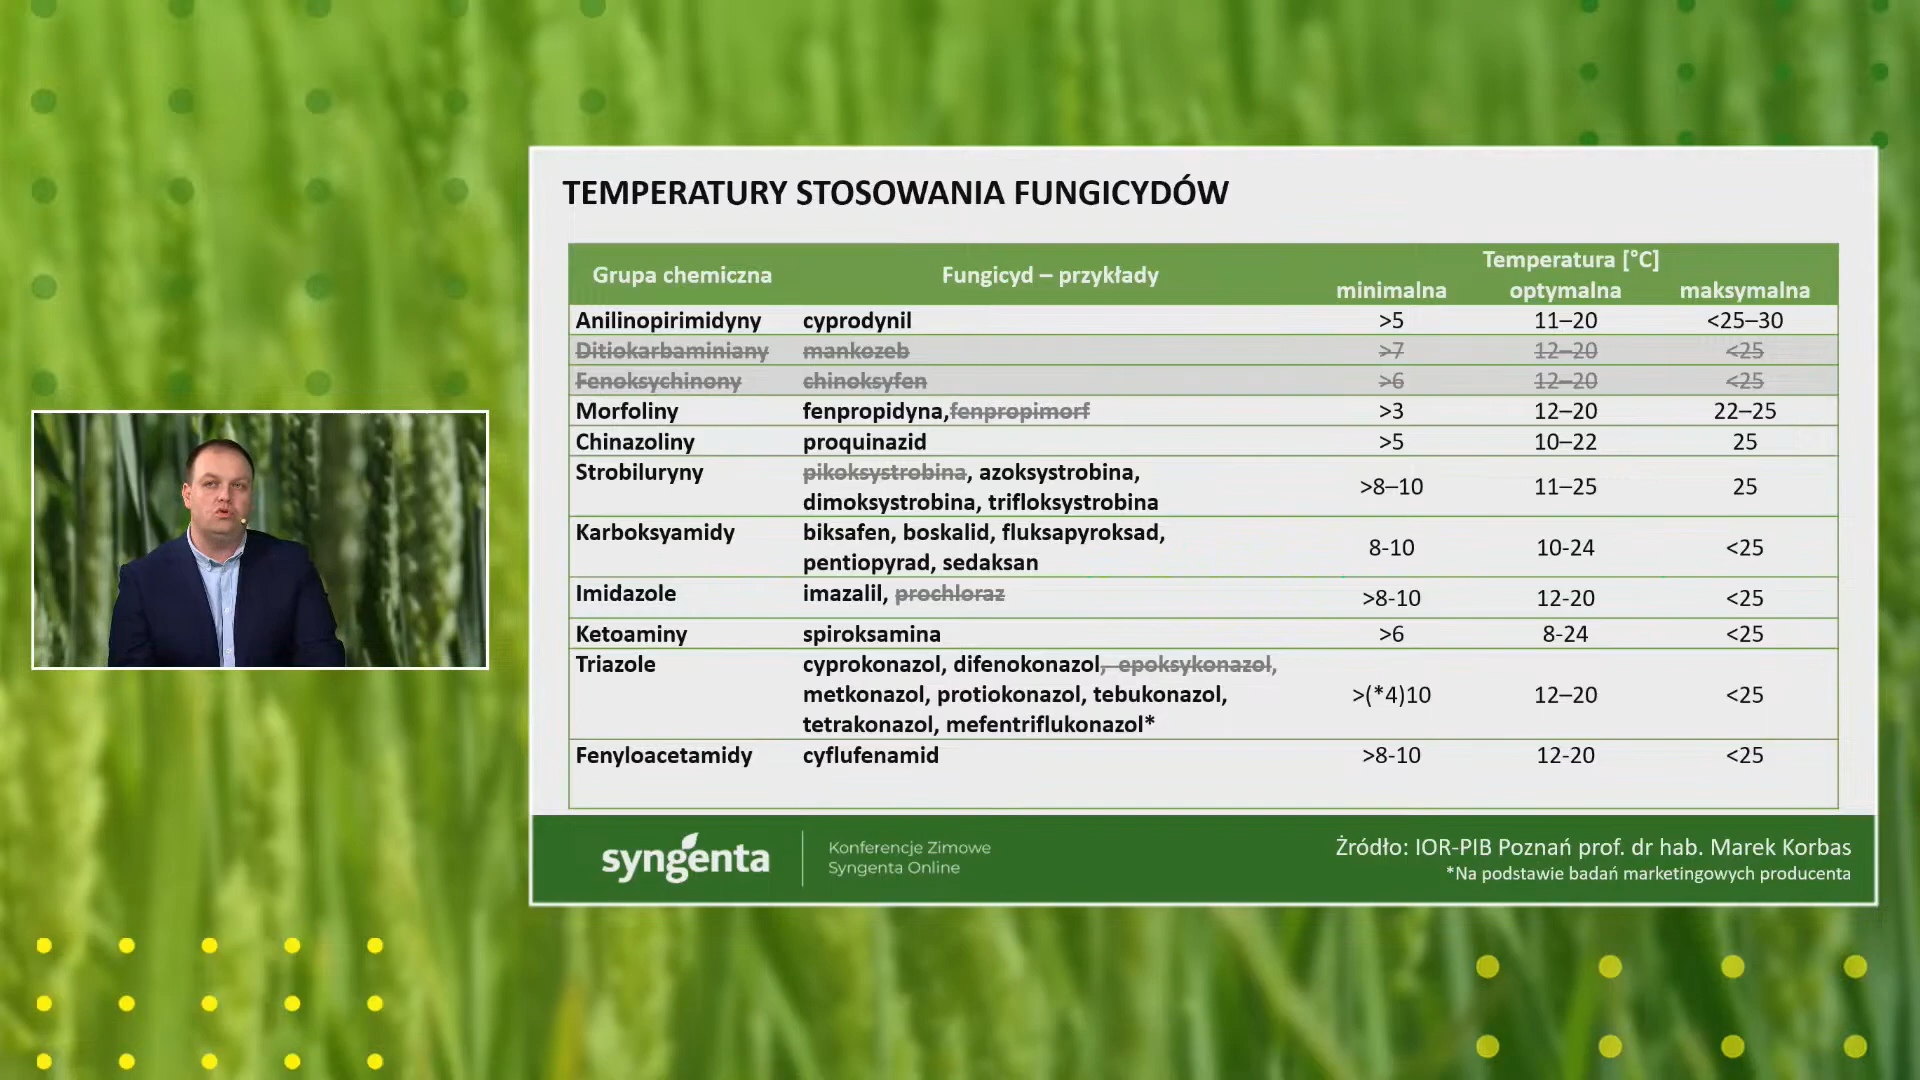 TEMPERATURY STOSOWANIA FUNGICYDÓW
Grupa chemiczna Fungicyd – przykłady Temperatura [°C]
minimalna optymalna maksymalna
Anilinopirimidyny cyprodynil >5 11–20 <25–30
Ditiokarbaminiany mankozeb >7 12–20 <25
Fenoksychinony chinoksyfen >6 12–20 <25
Morfoliny fenpropidyna,fenpropimorf >3 12–20 22–25
Chinazoliny proquinazid >5 10–22 25
Strobiluryny pikoksystrobina, azoksystrobina,
dimoksystrobina, trifloksystrobina >8–10 11–25 25
Karboksyamidy biksafen, boskalid, fluksapyroksad,
pentiopyrad, sedaksan 8-10 10-24 <25
Imidazole imazalil, prochloraz >8-10 12-20 <25
Ketoaminy spiroksamina >6 8-24 <25
Triazole cyprokonazol, difenokonazol, epoksykonazol,
metkonazol, protiokonazol, tebukonazol, >(*4)10 12–20 <25
tetrakonazol, mefentriflukonazol*
Fenyloacetamidy cyflufenamid >8-10 12-20 <25
syngenta
Konferencje Zimowe
Syngenta Online
Żródło: IOR-PIB Poznań prof. dr hab. Marek Korbas
*Na podstawie badań marketingowych producenta